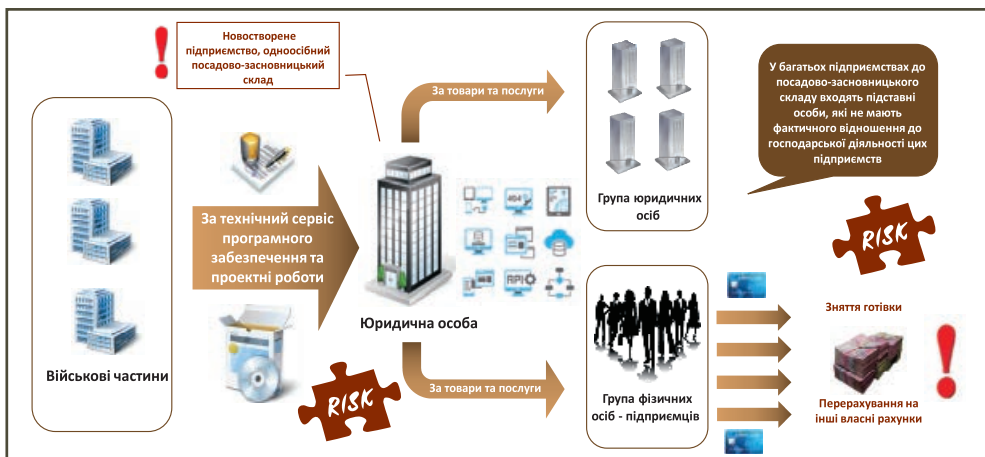 Новостворене
підприємство, одноосібний
посадово-засновницький
склад
Військові частини
За технічний сервіс
програмного
забезпечення та
проектні роботи
RISK
Юридична особа
404
API
За товари та послуги
За товари та послуги
Група юридичних
осіб
Група фізичних
осіб - підприємців
У багатьох підприємствах до
посадово-засновницького
складу входять підставні
особи, які не мають
фактичного відношення до
господарської діяльності цих
підприємств
RISK
Зняття готівки
Перерахування на
інші власні рахунки